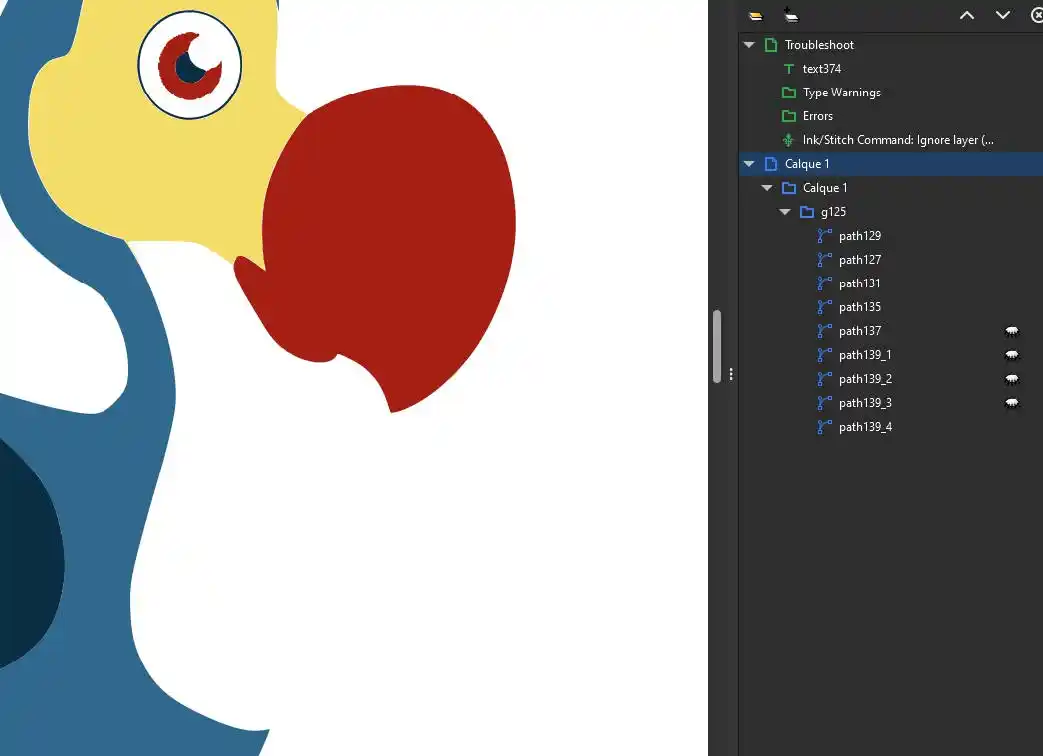 Troubleshoot
text374
Type Warnings
Errors
Ink/Stitch Command: Ignore layer (...
Calque 1
Calque 1
g125
path129
path127
path131
path135
path137
path139_1
path139_2
path139_3
path139_4